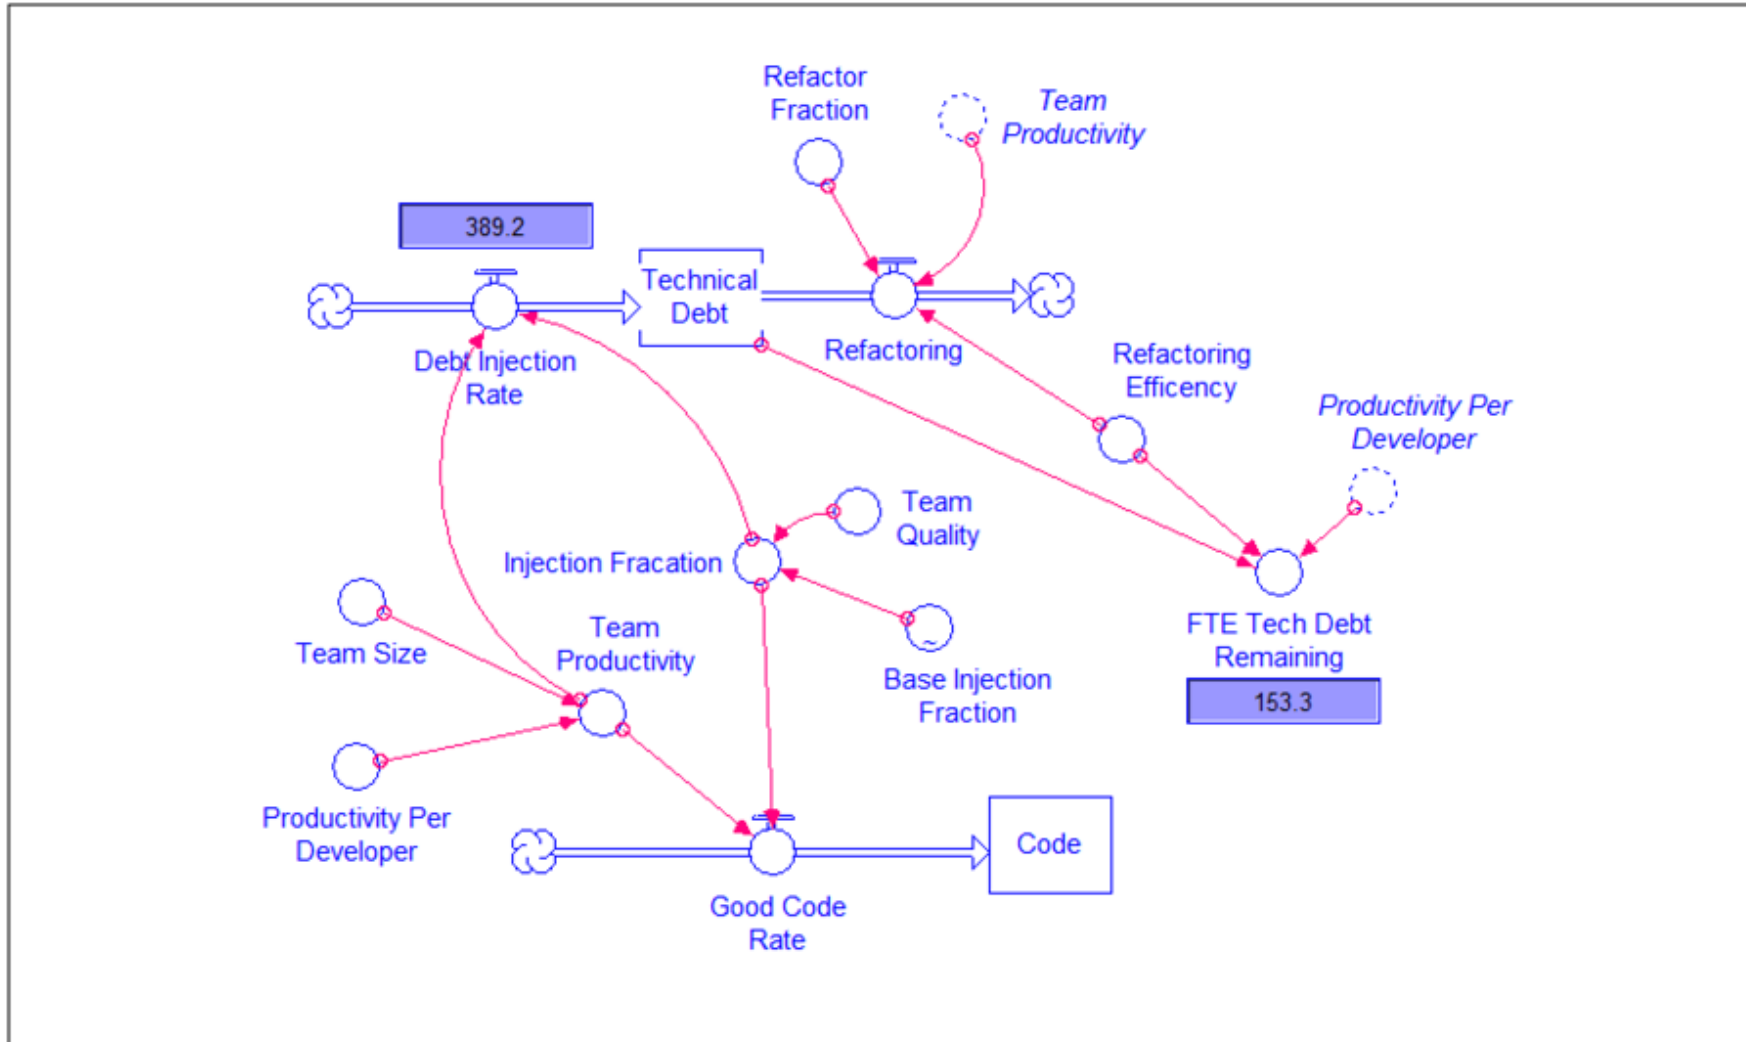 Refactor
Fraction
Team
Productivity
389.2
Technical
Debt
Debt Injection
Rate
Refactoring
Refactoring
Efficency
Productivity Per
Developer
Team
Quality
Injection Fracation
Team Size
Team
Productivity
Base Injection
Fraction
FTE Tech Debt
Remaining
153.3
Productivity Per
Developer
Code
Good Code
Rate